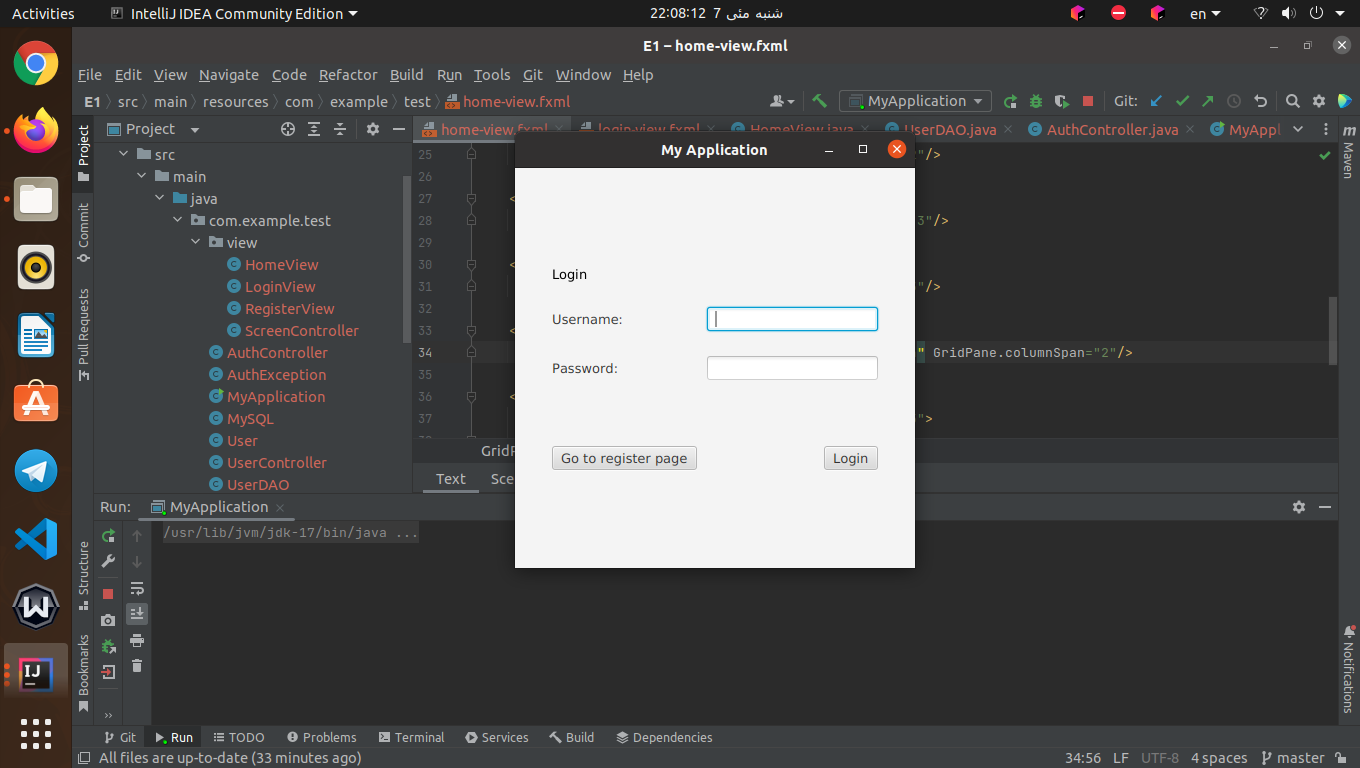 Activities
IntelliJ IDEA Community Edition
شنبه مئی 7  22:08:12
en
E1 – home-view.fxml
File Edit View Navigate Code Refactor Build Run Tools Git Window Help
E1 src main resources com example test home-view.fxml
MyApplication
Git:
Project
home-view.fxml
login-view.fxml
HomeView.java
UserDAO.java
AuthController.java
MyAppl
src
main
java
com.example.test
view
HomeView
LoginView
RegisterView
ScreenController
AuthController
AuthException
MyApplication
MySQL
User
UserController
UserDAO
25 "/>
26
27 <
28 3"/>
29
30 <
31 "/>
32
33 <
34 " GridPane.columnSpan="2"/>
35
36 <
37 ">
My Application
Login
Username:
Password:
Go to register page
Login
GridP
Text
Sce
Run: MyApplication
/usr/lib/jvm/jdk-17/bin/java ...
Project
Commit
Pull Requests
Structure
Bookmarks
m
Maven
Notifications
IJ
Git
Run
TODO
Problems
Terminal
Services
Build
Dependencies
All files are up-to-date (33 minutes ago)
34:56 LF UTF-8 4 spaces master